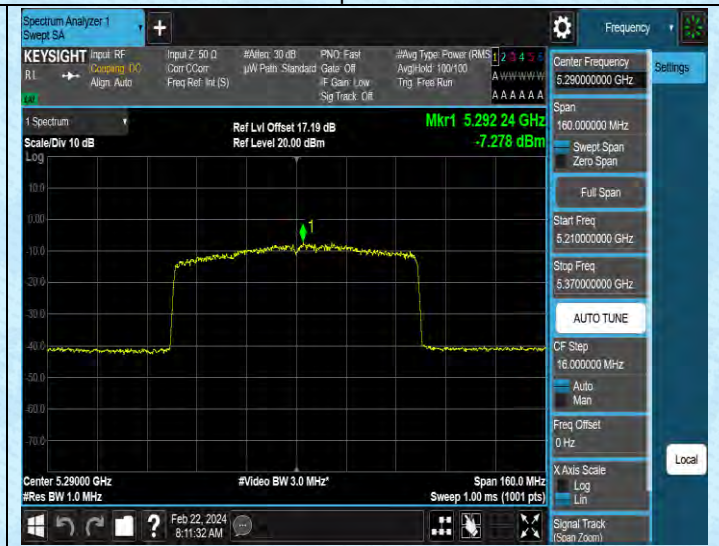 Spectrum Analyzer 1
Swept SA
+
Frequency
KEYSIGHT
Input: RF
Coupling: DC
Align: Auto
Input Z: 50 Ω
Corr CCorr
Freq Ref: Int (S)
#Atten: 30 dB
µW Path: Standard
PNO: Fast
Gate: Off
IF Gain: Low
Sig Track: Off
#Avg Type: Power (RMS
Avg|Hold: 100/100
Trig: Free Run
1 2 3 4 5 6
A W W W W W
A A A A A A
Settings
1 Spectrum
Scale/Div 10 dB
Ref Lvl Offset 17.19 dB
Ref Level 20.00 dBm
Mkr1 5.292 24 GHz
-7.278 dBm
Log
10.0
0.00
-10.0
-20.0
-30.0
-40.0
-50.0
-60.0
-70.0
1
Center 5.29000 GHz
#Res BW 1.0 MHz
#Video BW 3.0 MHz*
Span 160.0 MHz
Sweep 1.00 ms (1001 pts)
Center Frequency
5.290000000 GHz
Span
160.000000 MHz
Swept Span
Zero Span
Full Span
Start Freq
5.210000000 GHz
Stop Freq
5.370000000 GHz
AUTO TUNE
CF Step
16.000000 MHz
Auto
Man
Freq Offset
0 Hz
X Axis Scale
Log
Lin
Signal Track
(Span Zoom)
Local
?
Feb 22, 2024
8:11:32 AM